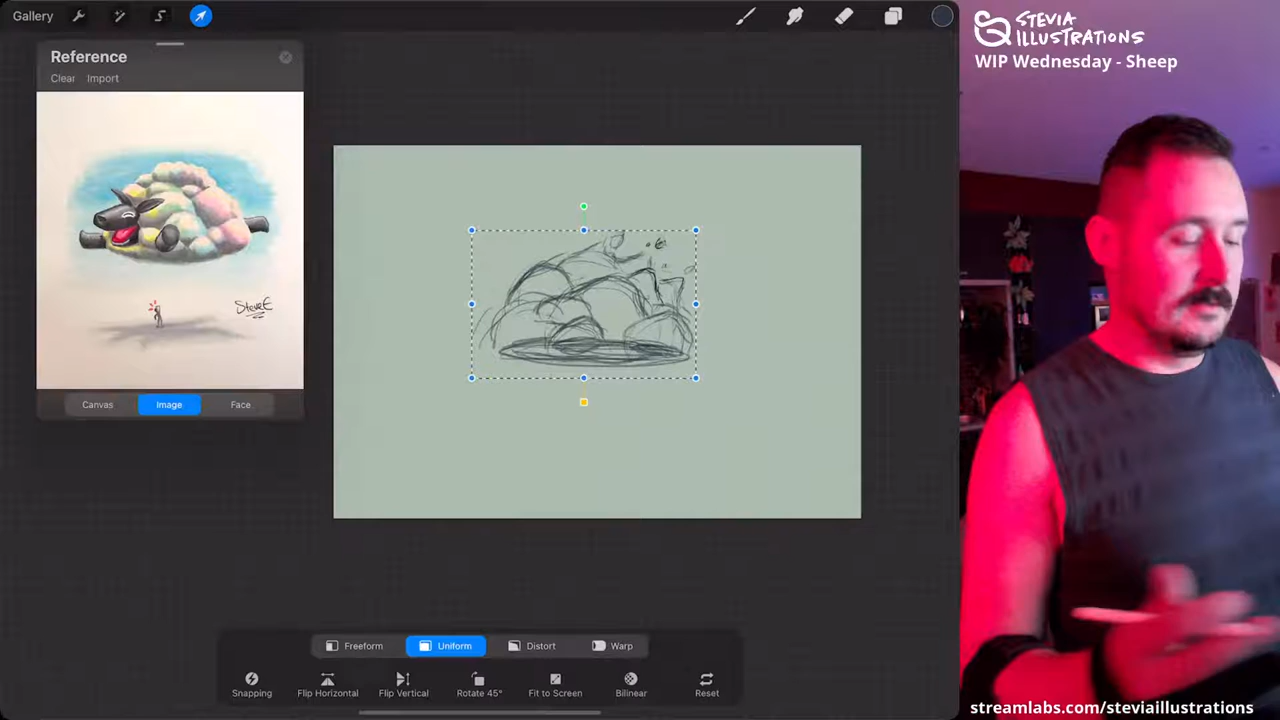 Gallery
Reference
Clear Import
SteveE
Canvas Image Face
Freeform Uniform Distort Warp
Snapping Flip Horizontal Flip Vertical Rotate 45° Fit to Screen Bilinear Reset
STEVIA
ILLUSTRATIONS
WIP Wednesday - Sheep
streamlabs.com/steviaillustrations